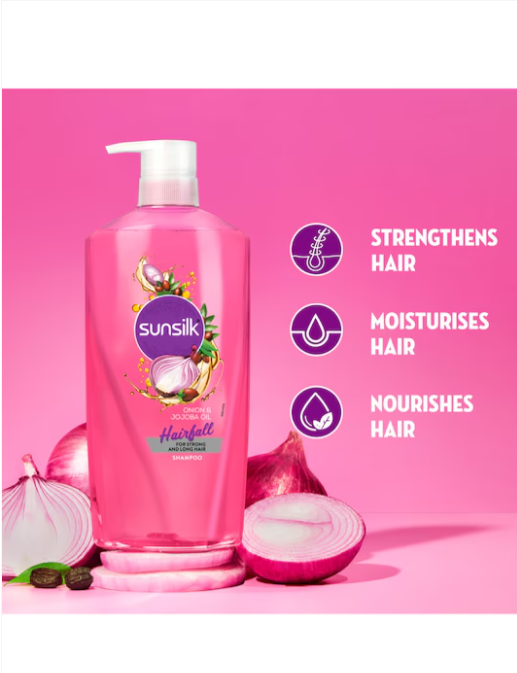 sunsilk
ONION &
JOJOBA OIL
Hairfall
FOR STRONG
AND LONG HAIR
SHAMPOO
STRENGTHENS
HAIR
MOISTURISES
HAIR
NOURISHES
HAIR